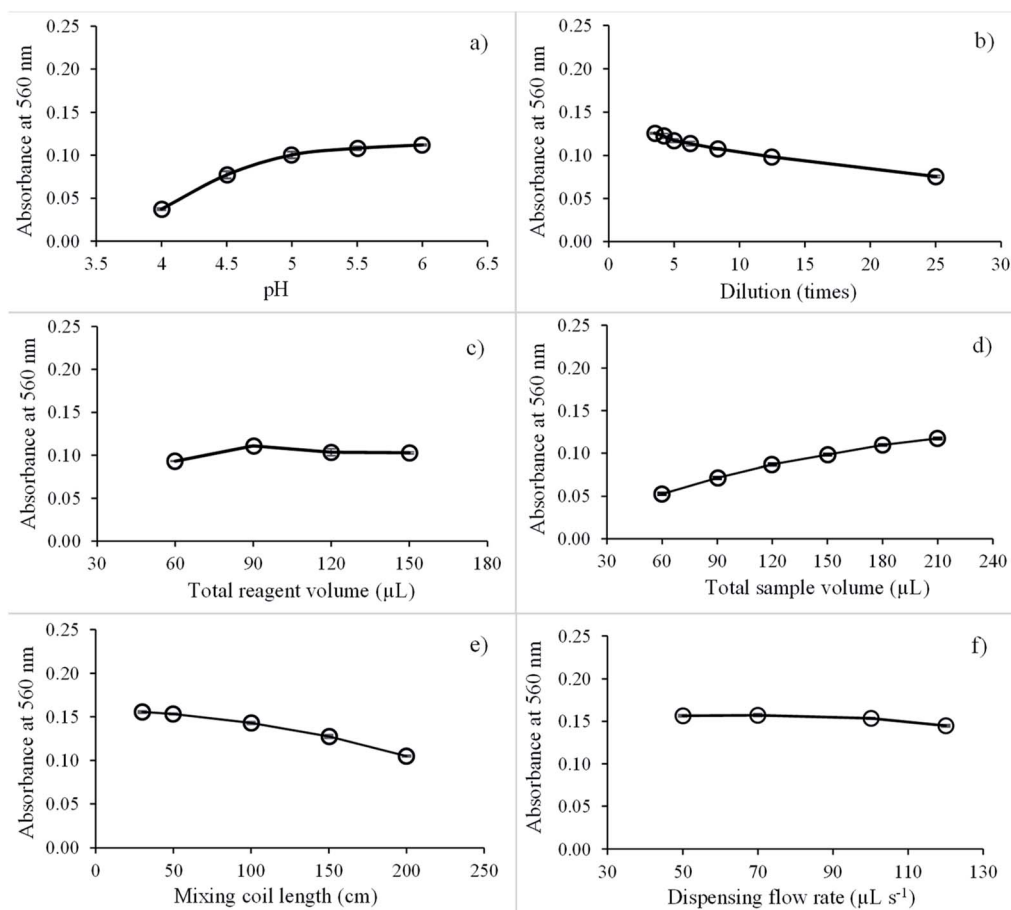 a)
Absorbance at 560 nm
0.25
0.20
0.15
0.10
0.05
0.00
3.5 4 4.5 5 5.5 6 6.5
pH
b)
Absorbance at 560 nm
0.25
0.20
0.15
0.10
0.05
0.00
0 5 10 15 20 25 30
Dilution (times)
c)
Absorbance at 560 nm
0.25
0.20
0.15
0.10
0.05
0.00
30 60 90 120 150 180
Total reagent volume (µL)
d)
Absorbance at 560 nm
0.25
0.20
0.15
0.10
0.05
0.00
30 60 90 120 150 180 210 240
Total sample volume (µL)
e)
Absorbance at 560 nm
0.25
0.20
0.15
0.10
0.05
0.00
0 50 100 150 200 250
Mixing coil length (cm)
f)
Absorbance at 560 nm
0.25
0.20
0.15
0.10
0.05
0.00
30 50 70 90 110 130
Dispensing flow rate (µL s⁻¹)